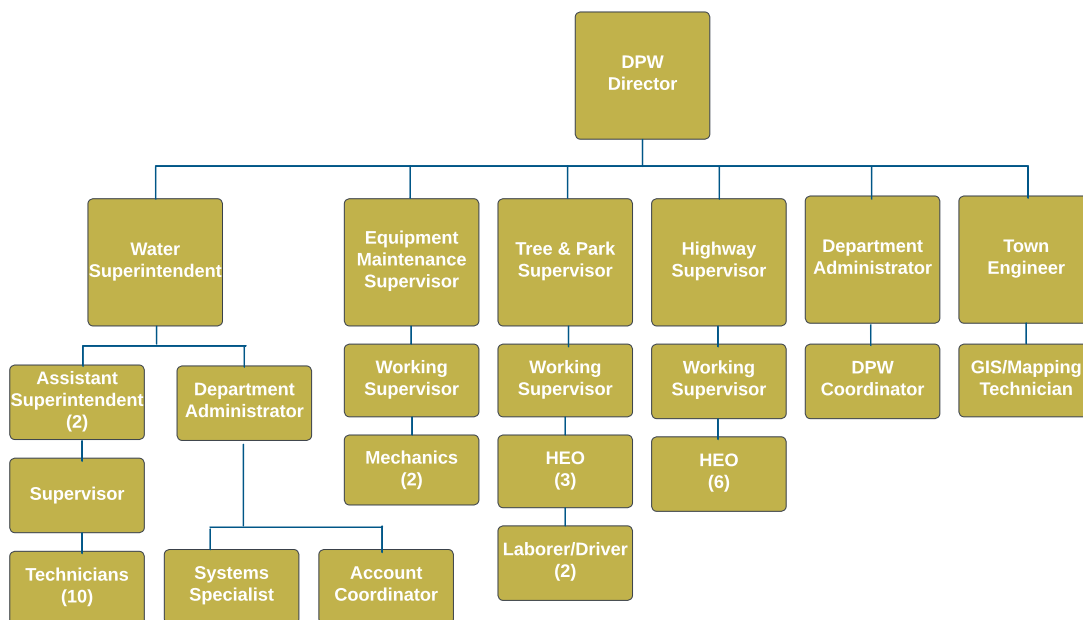 DPW
Director
Water
Superintendent
Equipment
Maintenance
Supervisor
Tree & Park
Supervisor
Highway
Supervisor
Department
Administrator
Town
Engineer
Assistant
Superintendent
(2)
Department
Administrator
Working
Supervisor
Working
Supervisor
Working
Supervisor
DPW
Coordinator
GIS/Mapping
Technician
Supervisor
Mechanics
(2)
HEO
(3)
HEO
(6)
Technicians
(10)
Systems
Specialist
Account
Coordinator
Laborer/Driver
(2)